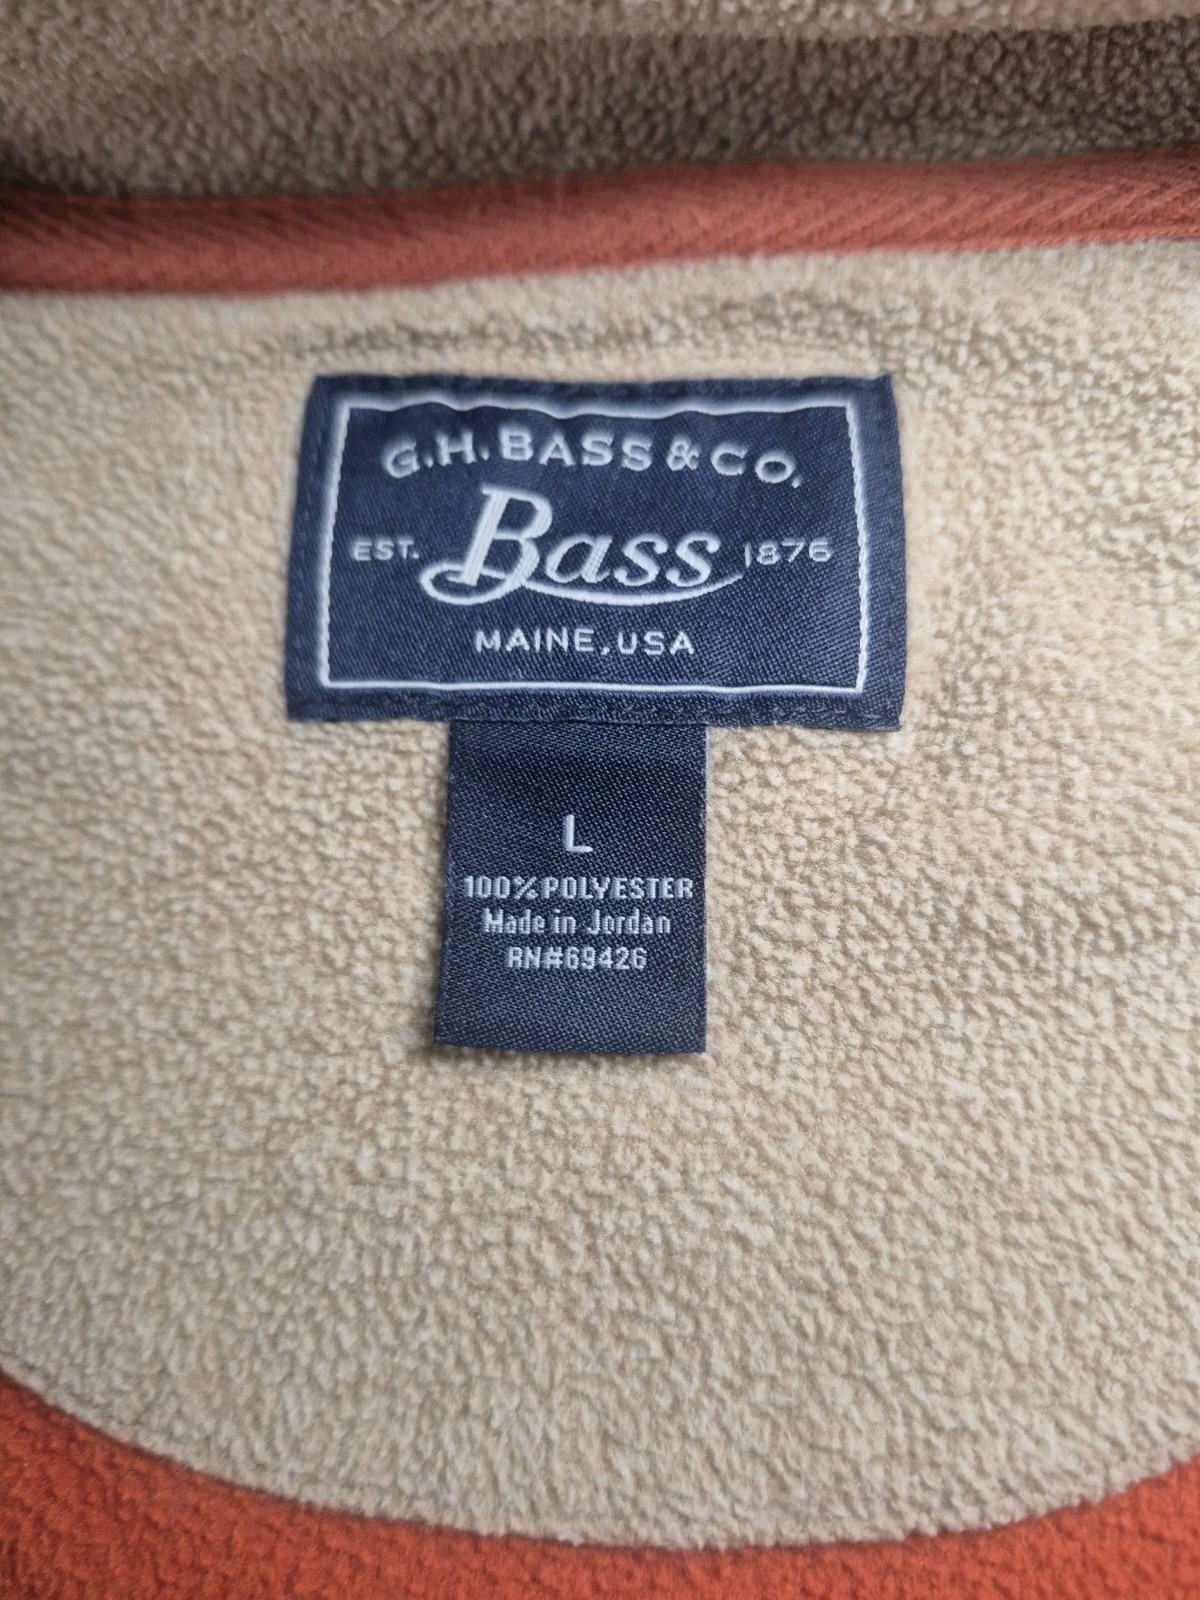 G.H. BASS & CO.
EST. Bass 1876
MAINE, USA
L
100% POLYESTER
Made in Jordan
RN#69426